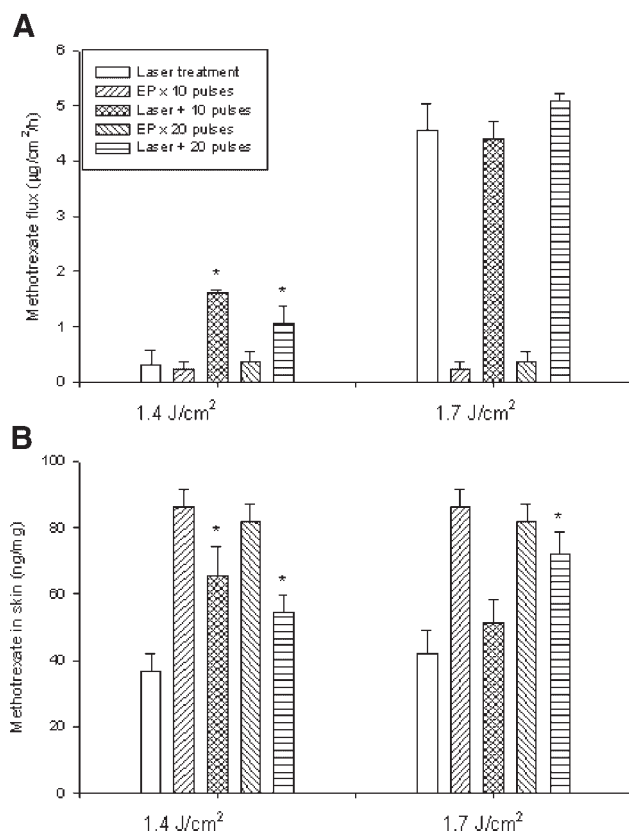 A
Methotrexate flux (µg/cm²/h)
6
5
4
3
2
1
0
Laser treatment
EP x 10 pulses
Laser + 10 pulses
EP x 20 pulses
Laser + 20 pulses
* *
1.4 J/cm² 1.7 J/cm²
B
Methotrexate in skin (ng/mg)
100
80
60
40
20
0
* * *
1.4 J/cm² 1.7 J/cm²